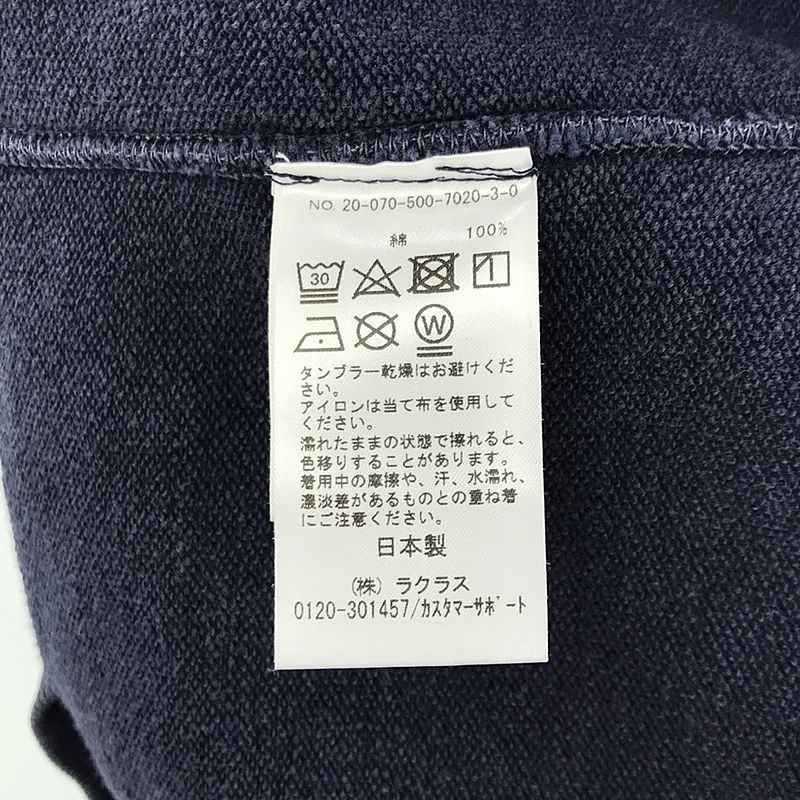 NO. 20-070-500-7020-3-0
綿 100%
30
W
タンブラー乾燥はお避けくだ
さい。
アイロンは当て布を使用して
ください。
濡れたままの状態で擦れると、
色移りすることがあります。
着用中の摩擦や、汗、水濡れ、
濃淡差があるものとの重ね着
にご注意ください。
日本製
(株) ラクラス
0120-301457/カスタマーサポート